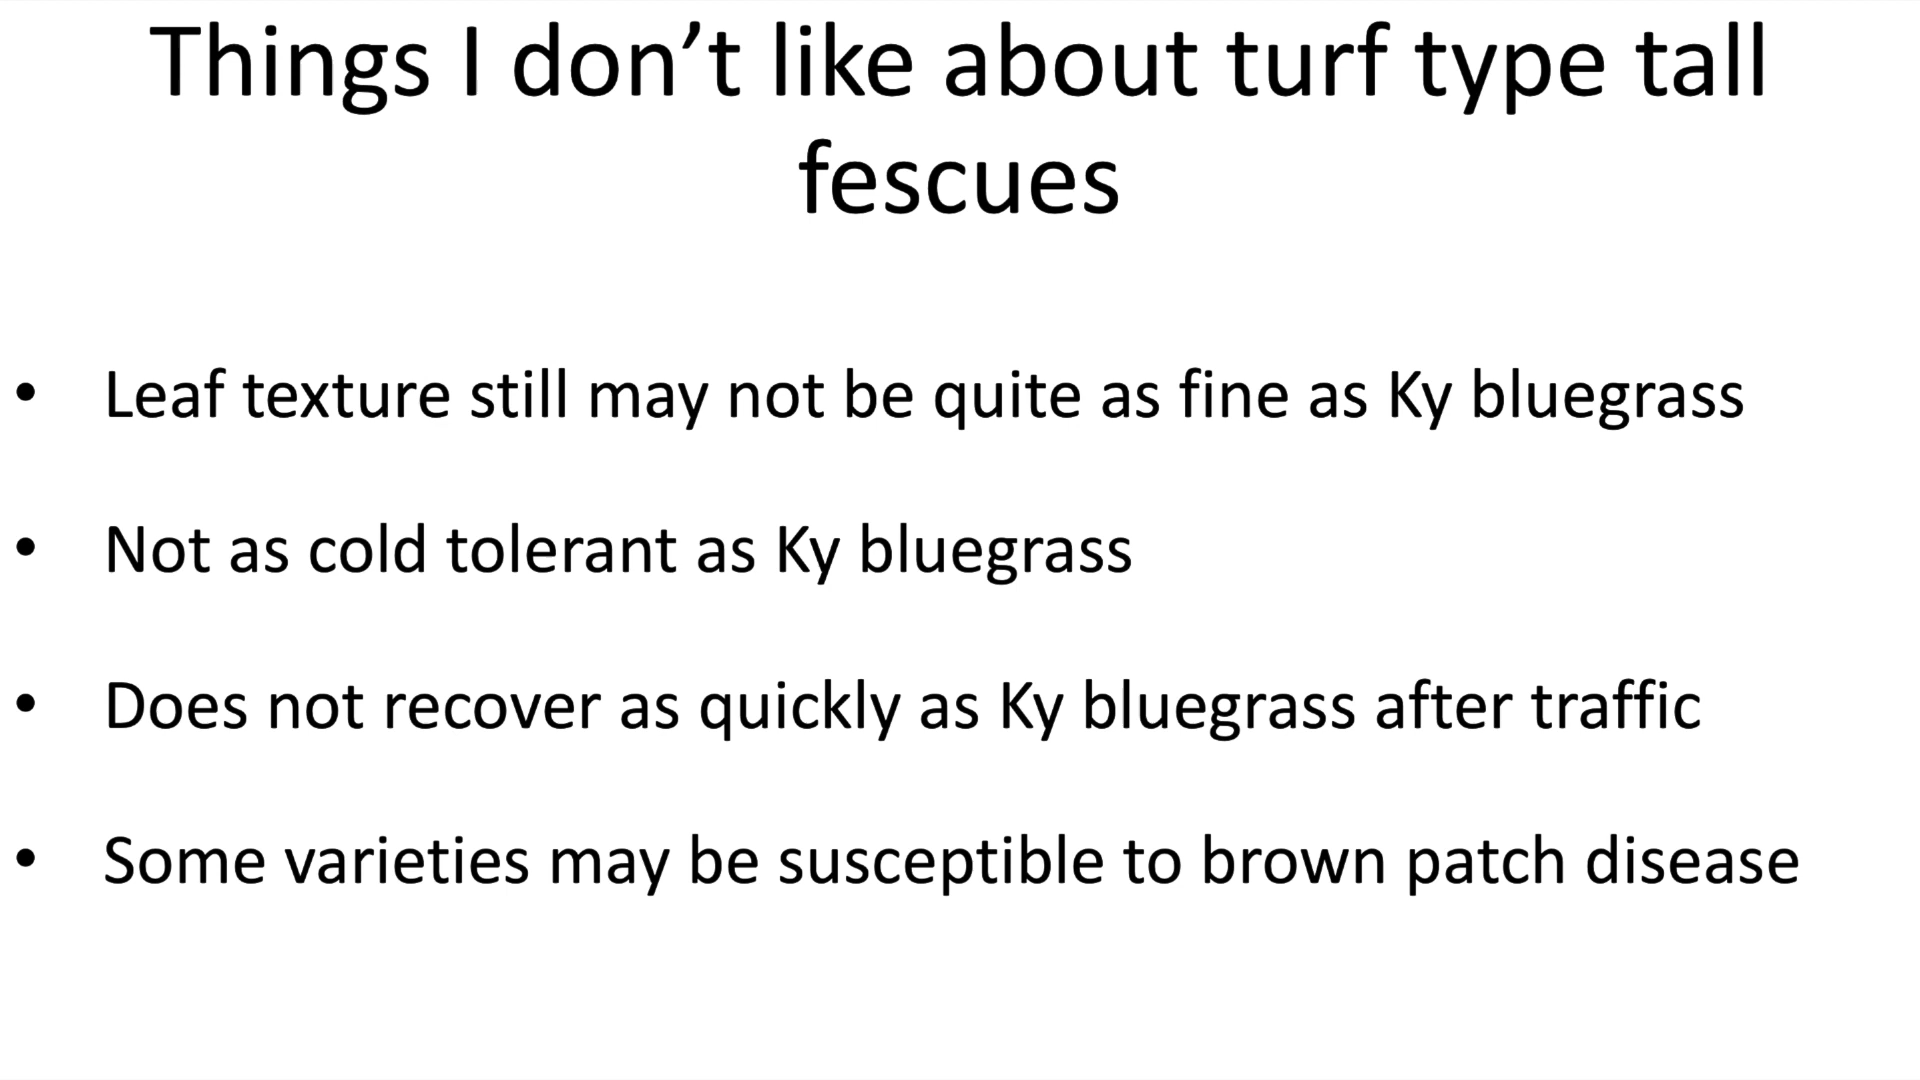 Things I don’t like about turf type tall
fescues
• Leaf texture still may not be quite as fine as Ky bluegrass
• Not as cold tolerant as Ky bluegrass
• Does not recover as quickly as Ky bluegrass after traffic
• Some varieties may be susceptible to brown patch disease